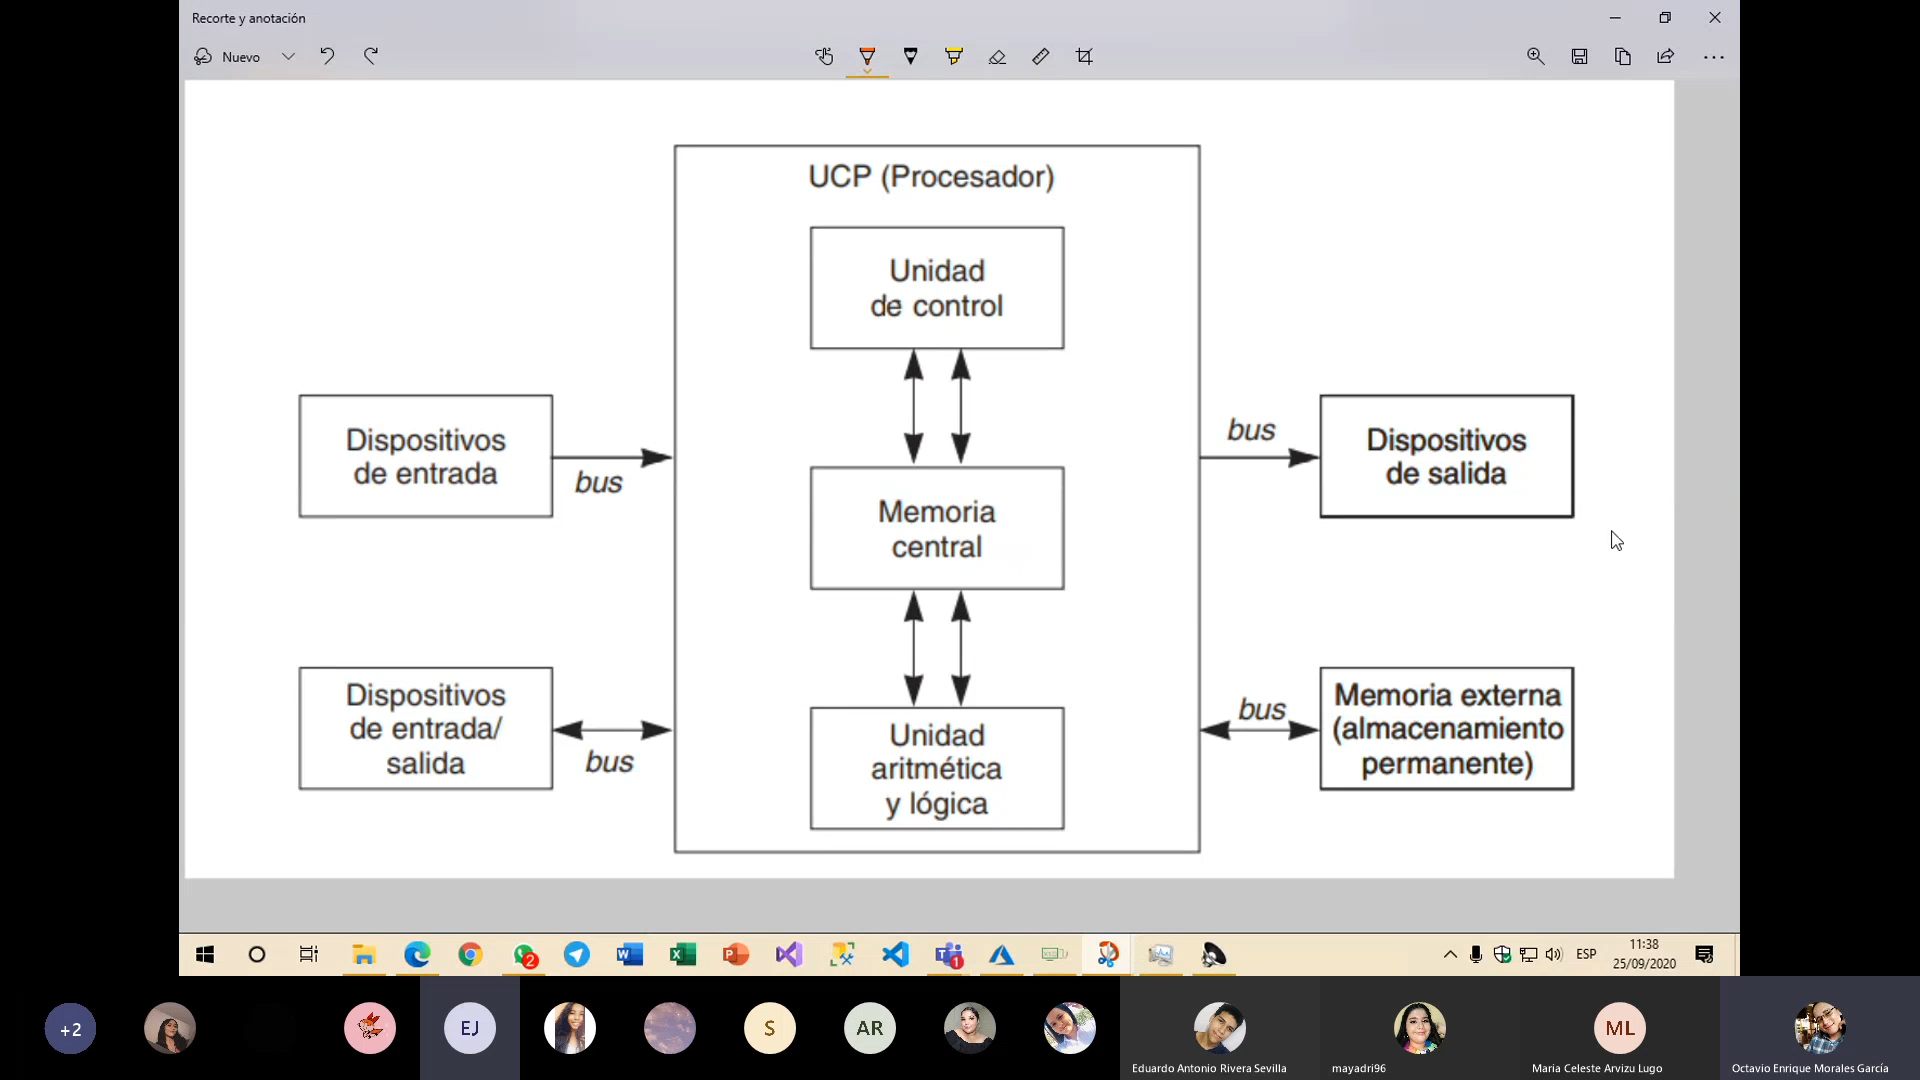 Recorte y anotación
Nuevo
UCP (Procesador)
Unidad
de control
Dispositivos
de entrada
bus
bus
Dispositivos
de salida
Memoria
central
Dispositivos
de entrada/
salida
bus
bus
Memoria externa
(almacenamiento
permanente)
Unidad
aritmética
y lógica
2
1
ESP
11:38
25/09/2020
+2
EJ
S
AR
ML
Eduardo Antonio Rivera Sevilla
mayadri96
Maria Celeste Arvizu Lugo
Octavio Enrique Morales García